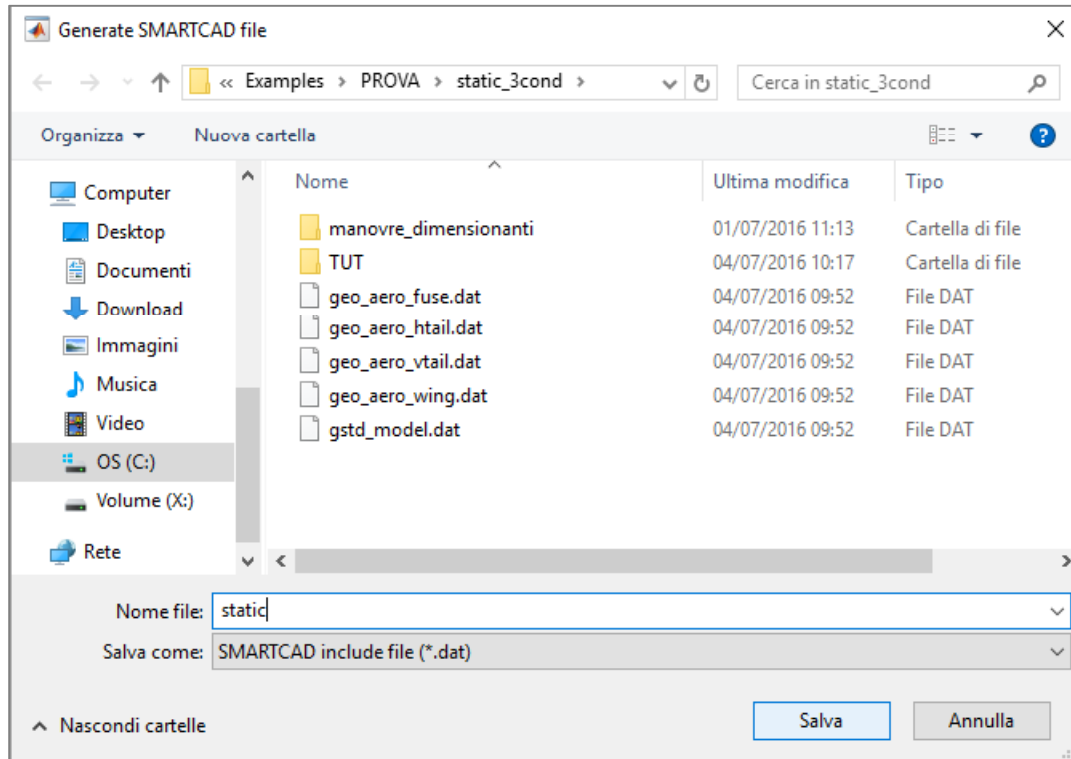 Generate SMARTCAD file
« Examples > PROVA > static_3cond >
Cerca in static_3cond
Organizza
Nuova cartella
?
Computer
Desktop
Documenti
Download
Immagini
Musica
Video
OS (C:)
Volume (X:)
Rete
Nome Ultima modifica Tipo
manovre_dimensionanti 01/07/2016 11:13 Cartella di file
TUT 04/07/2016 10:17 Cartella di file
geo_aero_fuse.dat 04/07/2016 09:52 File DAT
geo_aero_htail.dat 04/07/2016 09:52 File DAT
geo_aero_vtail.dat 04/07/2016 09:52 File DAT
geo_aero_wing.dat 04/07/2016 09:52 File DAT
gstd_model.dat 04/07/2016 09:52 File DAT
Nome file: static
Salva come: SMARTCAD include file (*.dat)
Nascondi cartelle
Salva
Annulla